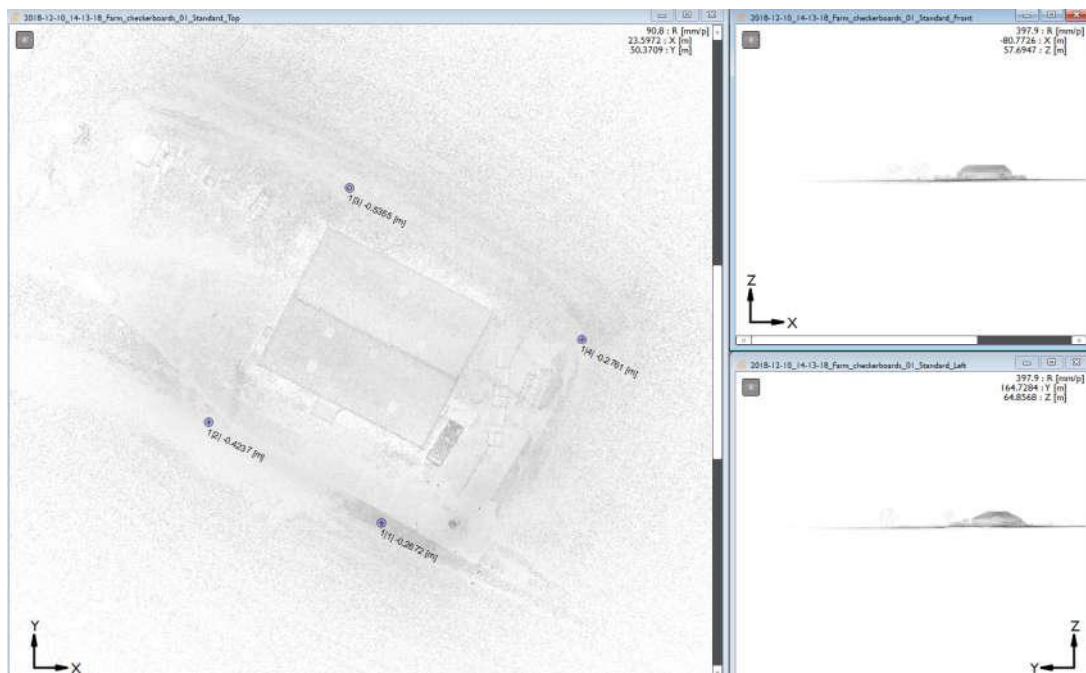 2018-12-10_14-13-18_Farm_checkerboards_01_Standard_Top
90.8 : R [mm/p]
23.5972 : X [m]
50.3709 : Y [m]
1(3) -0.5365 [m]
1(4) -0.2761 [m]
1(2) -0.4237 [m]
1(1) -0.2672 [m]
Y
X
2018-12-10_14-13-18_Farm_checkerboards_01_Standard_Front
397.9 : R [mm/p]
-80.7726 : X [m]
57.6947 : Z [m]
Z
X
2018-12-10_14-13-18_Farm_checkerboards_01_Standard_Left
397.9 : R [mm/p]
164.7284 : Y [m]
64.8568 : Z [m]
Z
Y